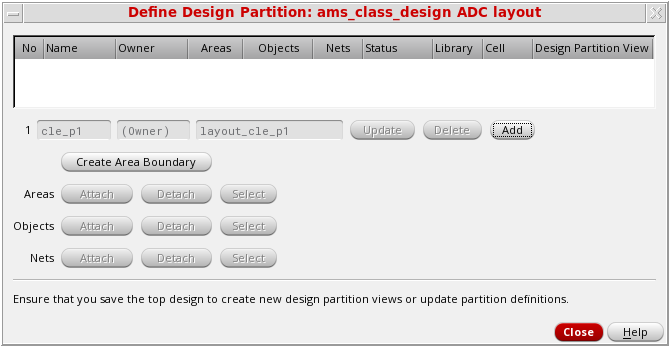 Define Design Partition: ams_class_design ADC layout
No Name Owner Areas Objects Nets Status Library Cell Design Partition View
1 cle_p1 (Owner) layout_cle_p1 Update Delete Add
Create Area Boundary
Areas Attach Detach Select
Objects Attach Detach Select
Nets Attach Detach Select
Ensure that you save the top design to create new design partition views or update partition definitions.
Close Help